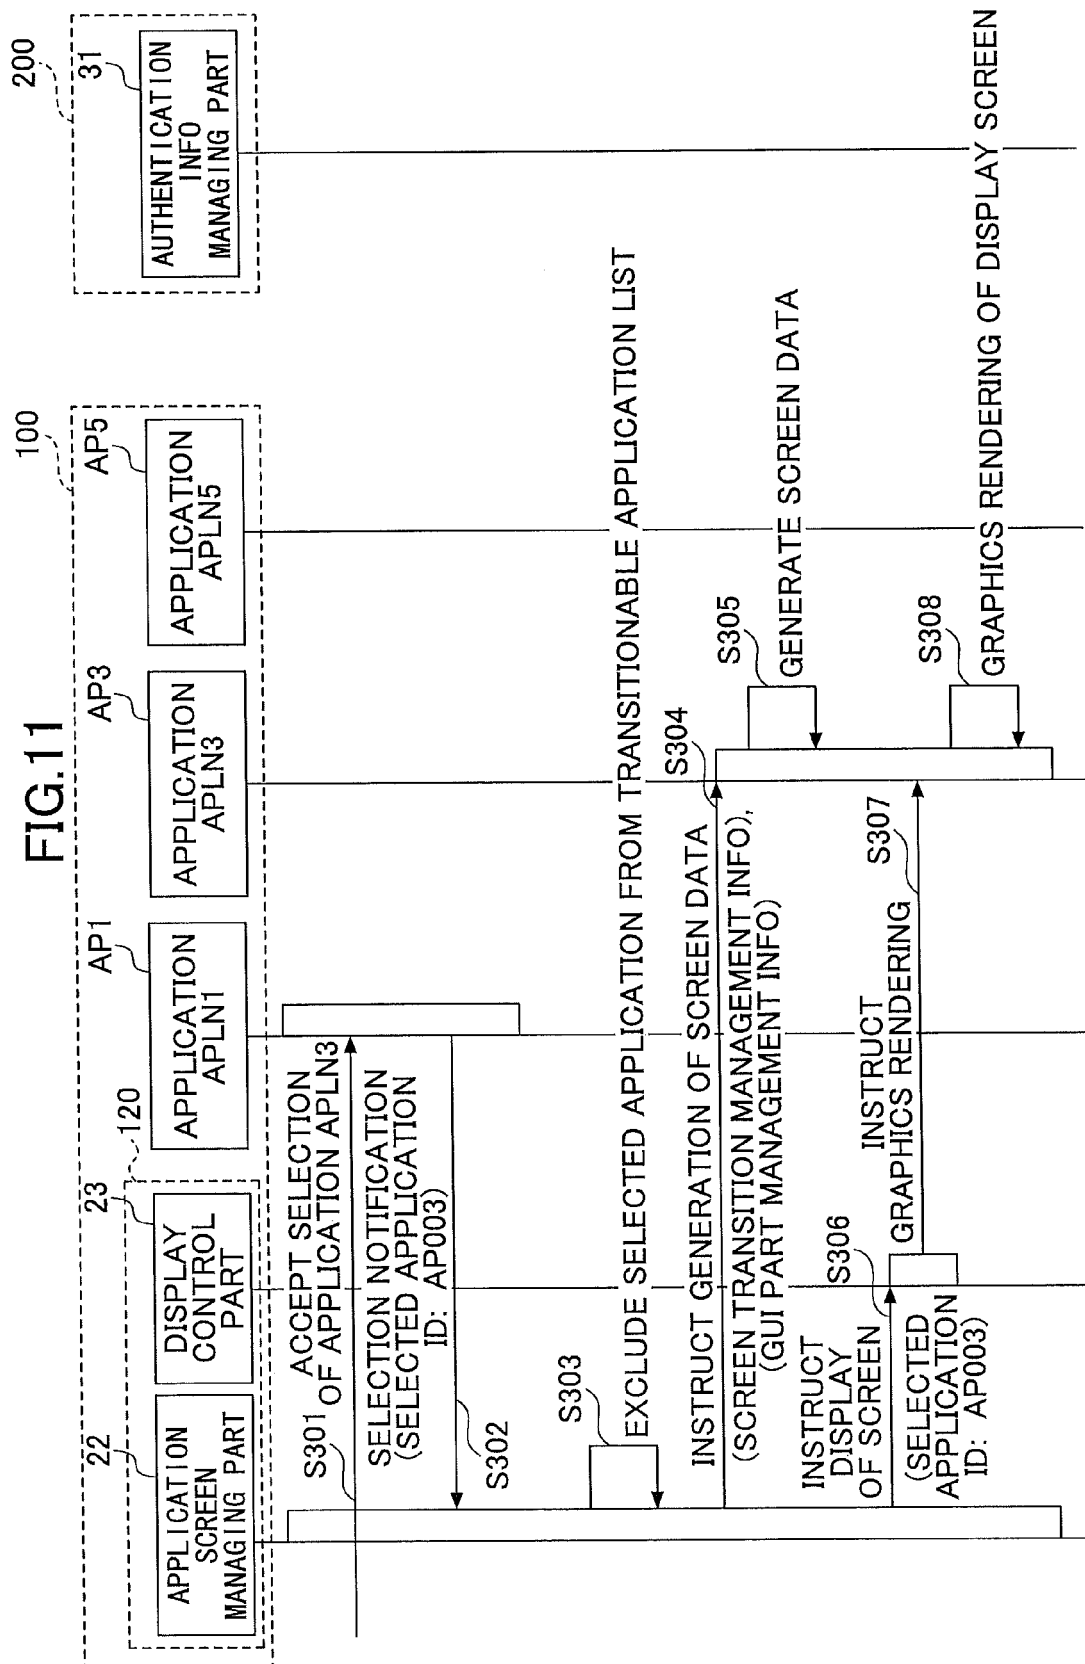 FIG.11
100
200
120
22
23
AP1
AP3
AP5
31
APPLICATION
SCREEN
MANAGING PART
DISPLAY
CONTROL
PART
APPLICATION
APLN1
APPLICATION
APLN3
APPLICATION
APLN5
AUTHENTICATION
INFO
MANAGING PART
S301
ACCEPT SELECTION
OF APPLICATION APLN3
SELECTION NOTIFICATION
(SELECTED APPLICATION
ID: AP003)
S302
S303
EXCLUDE SELECTED APPLICATION FROM TRANSITIONABLE APPLICATION LIST
INSTRUCT GENERATION OF SCREEN DATA
(SCREEN TRANSITION MANAGEMENT INFO),
(GUI PART MANAGEMENT INFO)
S304
S305
GENERATE SCREEN DATA
INSTRUCT
DISPLAY
OF SCREEN
(SELECTED
APPLICATION
ID: AP003)
S306
INSTRUCT
GRAPHICS RENDERING
S307
S308
GRAPHICS RENDERING OF DISPLAY SCREEN